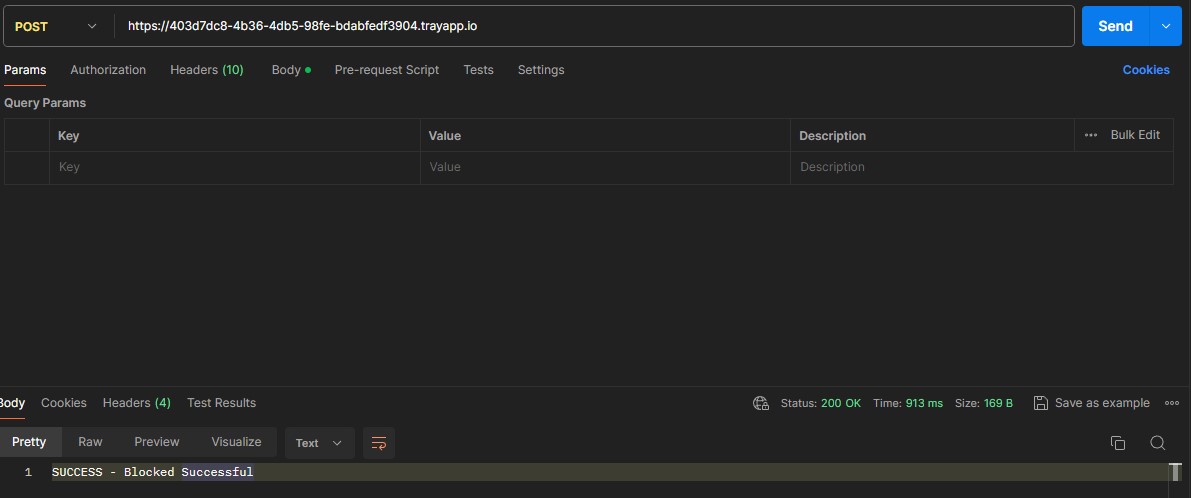 POST https://403d7dc8-4b36-4db5-98fe-bdabfedf3904.trayapp.io Send
Params Authorization Headers (10) Body Pre-request Script Tests Settings Cookies
Query Params
Key Value Description ••• Bulk Edit
Key Value Description
Body Cookies Headers (4) Test Results Status: 200 OK Time: 913 ms Size: 169 B Save as example
Pretty Raw Preview Visualize Text
1 SUCCESS - Blocked Successful